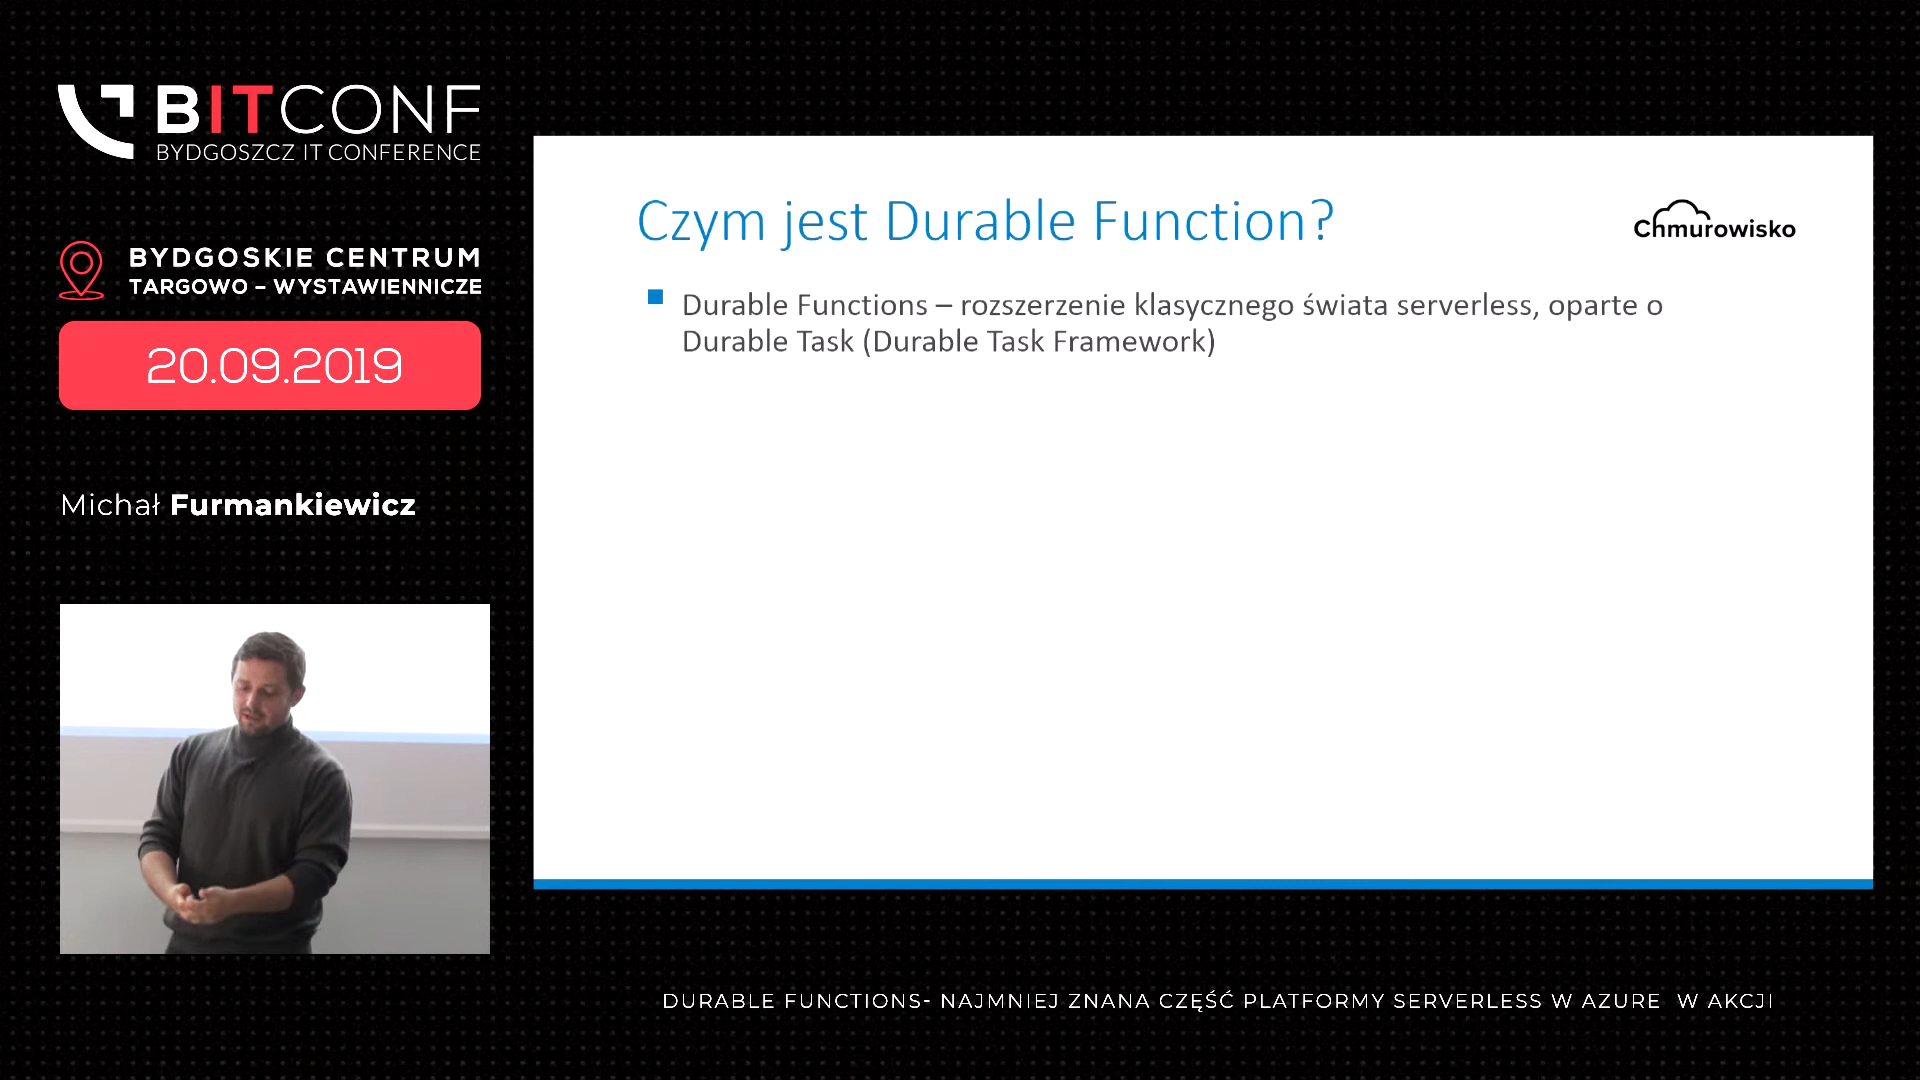 BITCONF
BYDGOSZCZ IT CONFERENCE
BYDGOSKIE CENTRUM
TARGOWO – WYSTAWIENNICZE
20.09.2019
Michał Furmankiewicz
Czym jest Durable Function?
Chmurowisko
Durable Functions – rozszerzenie klasycznego świata serverless, oparte o
Durable Task (Durable Task Framework)
DURABLE FUNCTIONS- NAJMNIEJ ZNANA CZĘŚĆ PLATFORMY SERVERLESS W AZURE W AKCJI